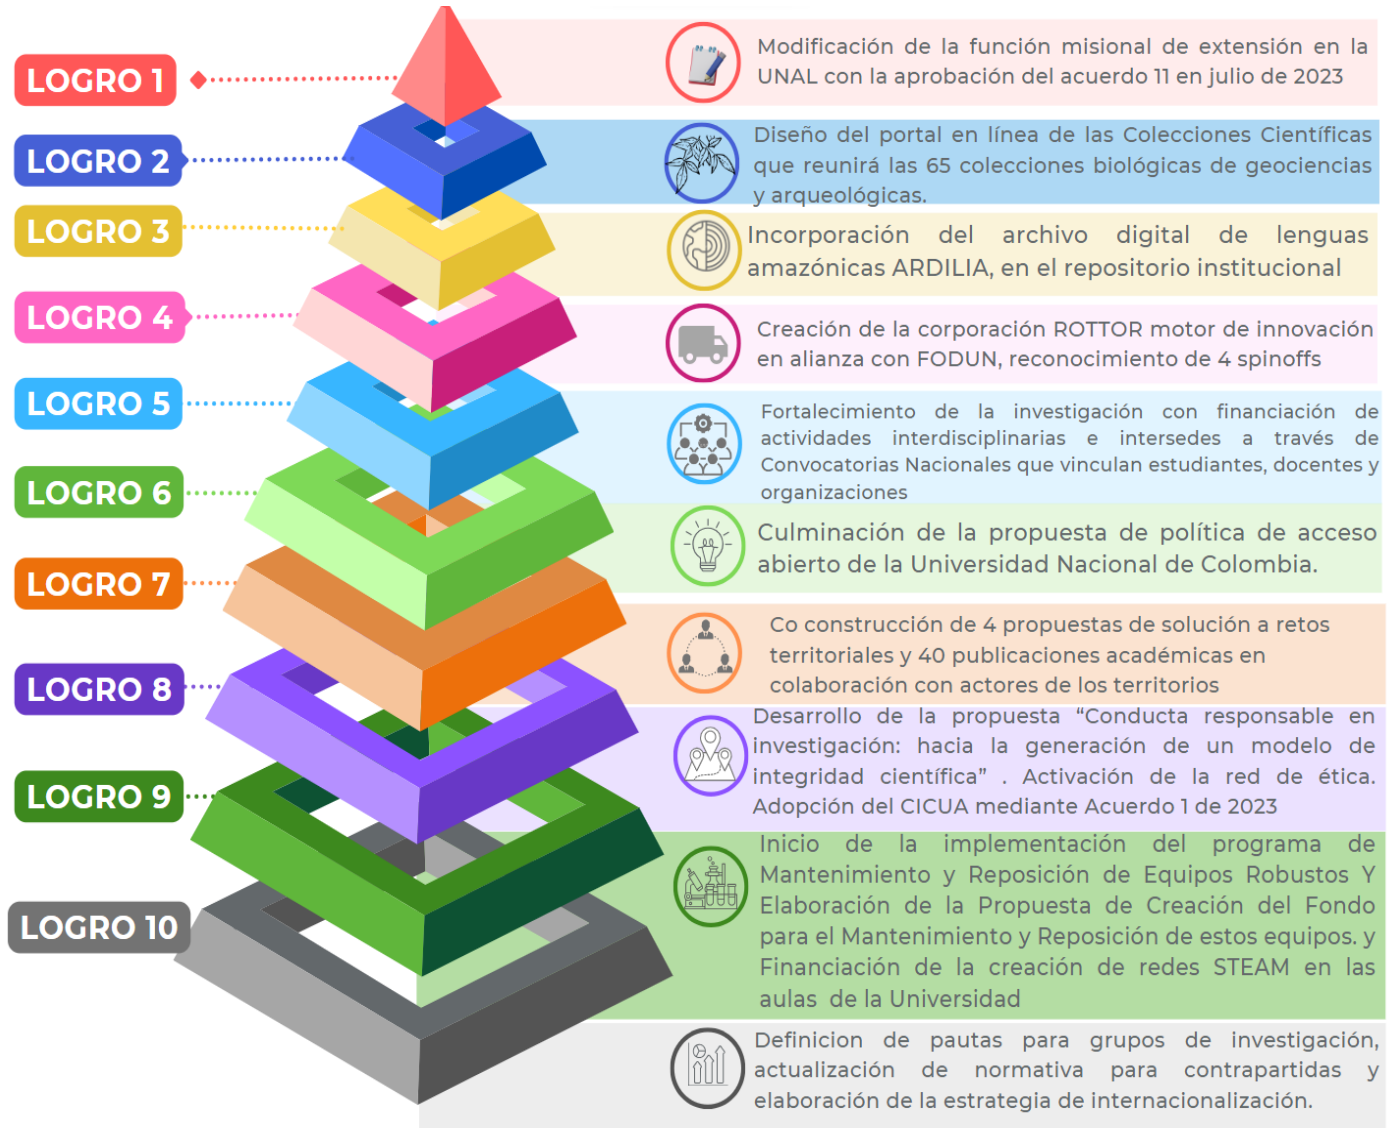 LOGRO 1
Modificación de la función misional de extensión en la
UNAL con la aprobación del acuerdo 11 en julio de 2023
LOGRO 2
Diseño del portal en línea de las Colecciones Científicas
que reunirá las 65 colecciones biológicas de geociencias
y arqueológicas.
LOGRO 3
Incorporación del archivo digital de lenguas
amazónicas ARDILIA, en el repositorio institucional
LOGRO 4
Creación de la corporación ROTTOR motor de innovación
en alianza con FODUN, reconocimiento de 4 spinoffs
LOGRO 5
Fortalecimiento de la investigación con financiación de
actividades interdisciplinarias e intersedes a través de
Convocatorias Nacionales que vinculan estudiantes, docentes y
organizaciones
LOGRO 6
Culminación de la propuesta de política de acceso
abierto de la Universidad Nacional de Colombia.
LOGRO 7
Co construcción de 4 propuestas de solución a retos
territoriales y 40 publicaciones académicas en
colaboración con actores de los territorios
LOGRO 8
Desarrollo de la propuesta “Conducta responsable en
investigación: hacia la generación de un modelo de
integridad científica” . Activación de la red de ética.
Adopción del CICUA mediante Acuerdo 1 de 2023
LOGRO 9
Inicio de la implementación del programa de
Mantenimiento y Reposición de Equipos Robustos Y
Elaboración de la Propuesta de Creación del Fondo
para el Mantenimiento y Reposición de estos equipos. y
Financiación de la creación de redes STEAM en las
aulas de la Universidad
LOGRO 10
Definicion de pautas para grupos de investigación,
actualización de normativa para contrapartidas y
elaboración de la estrategia de internacionalización.